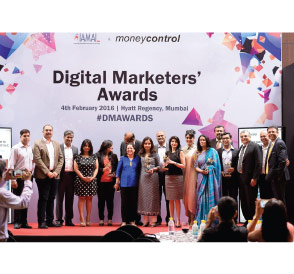 IAMAI
moneycontrol
Digital Marketers'
Awards
4th February 2016 | Hyatt Regency, Mumbai
#DMAWARDS